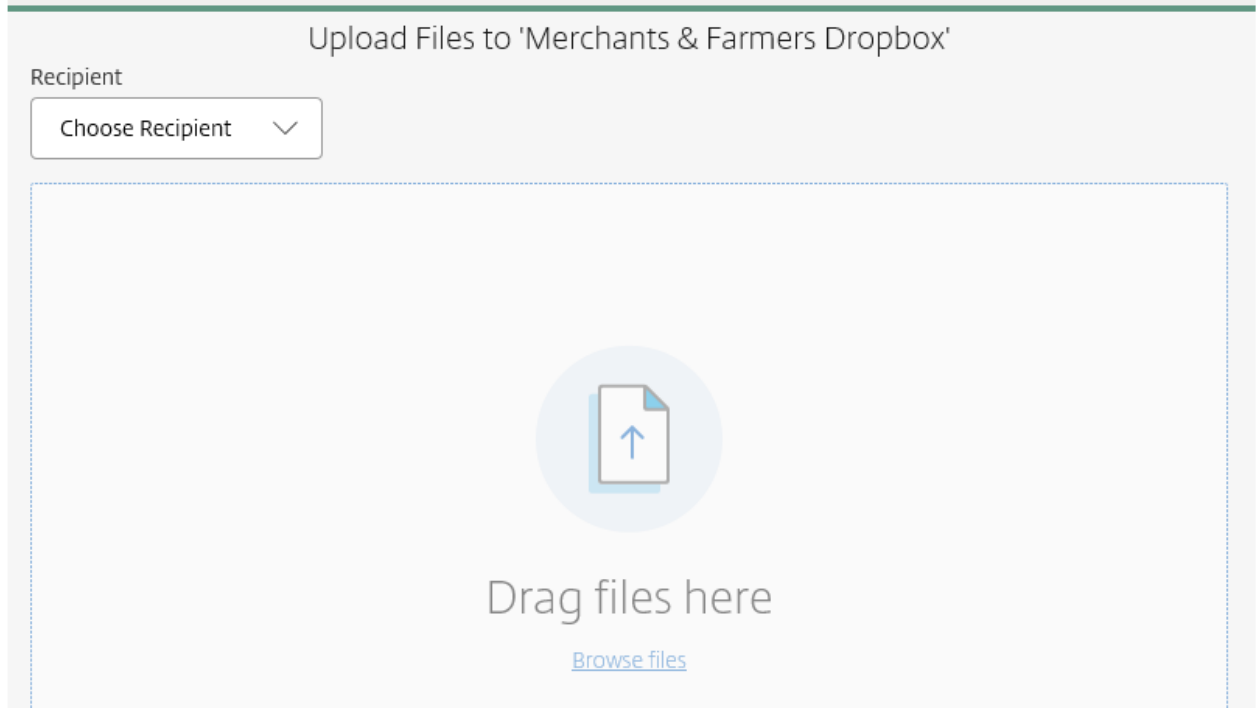 Upload Files to 'Merchants & Farmers Dropbox'
Recipient
Choose Recipient
Drag files here
Browse files